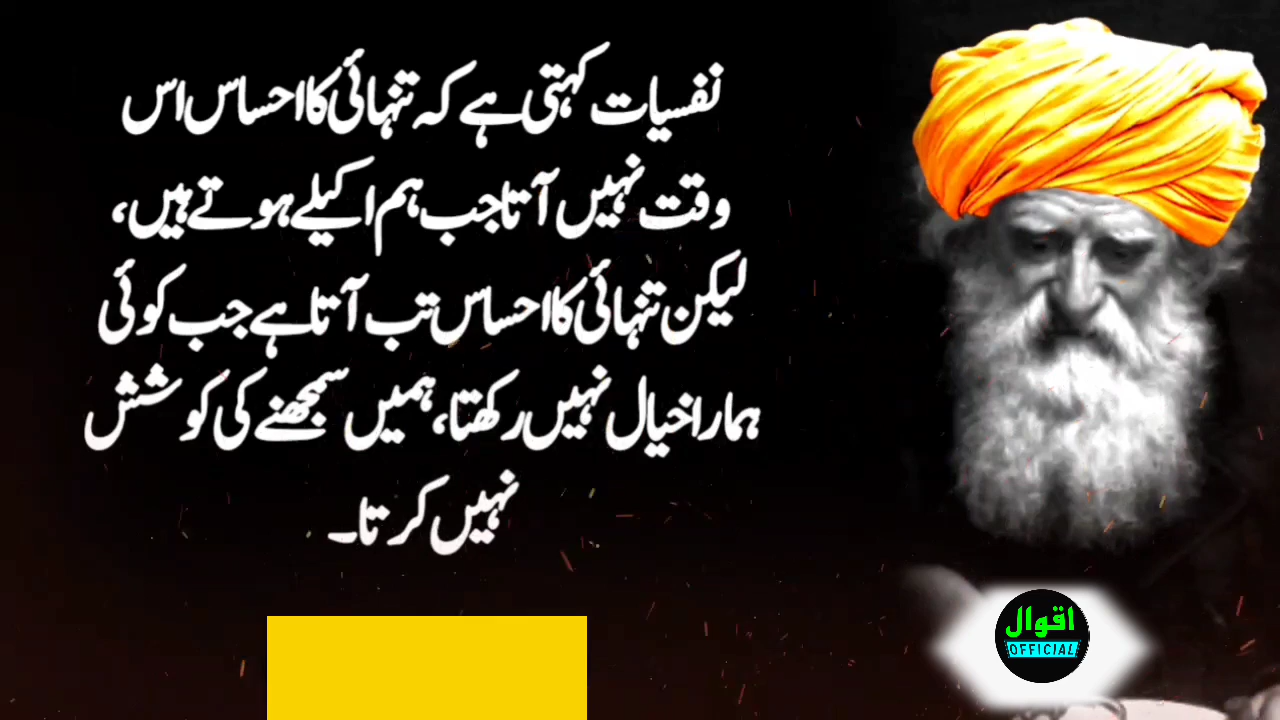 نفسیات کہتی ہے کہ تنہائی کا احساس اس
وقت نہیں آتا جب ہم اکیلے ہوتے ہیں،
لیکن تنہائی کا احساس تب آتا ہے جب کوئی
ہمارا خیال نہیں رکھتا، ہمیں سمجھنے کی کوشش
نہیں کرتا۔
اقوال
OFFICIAL